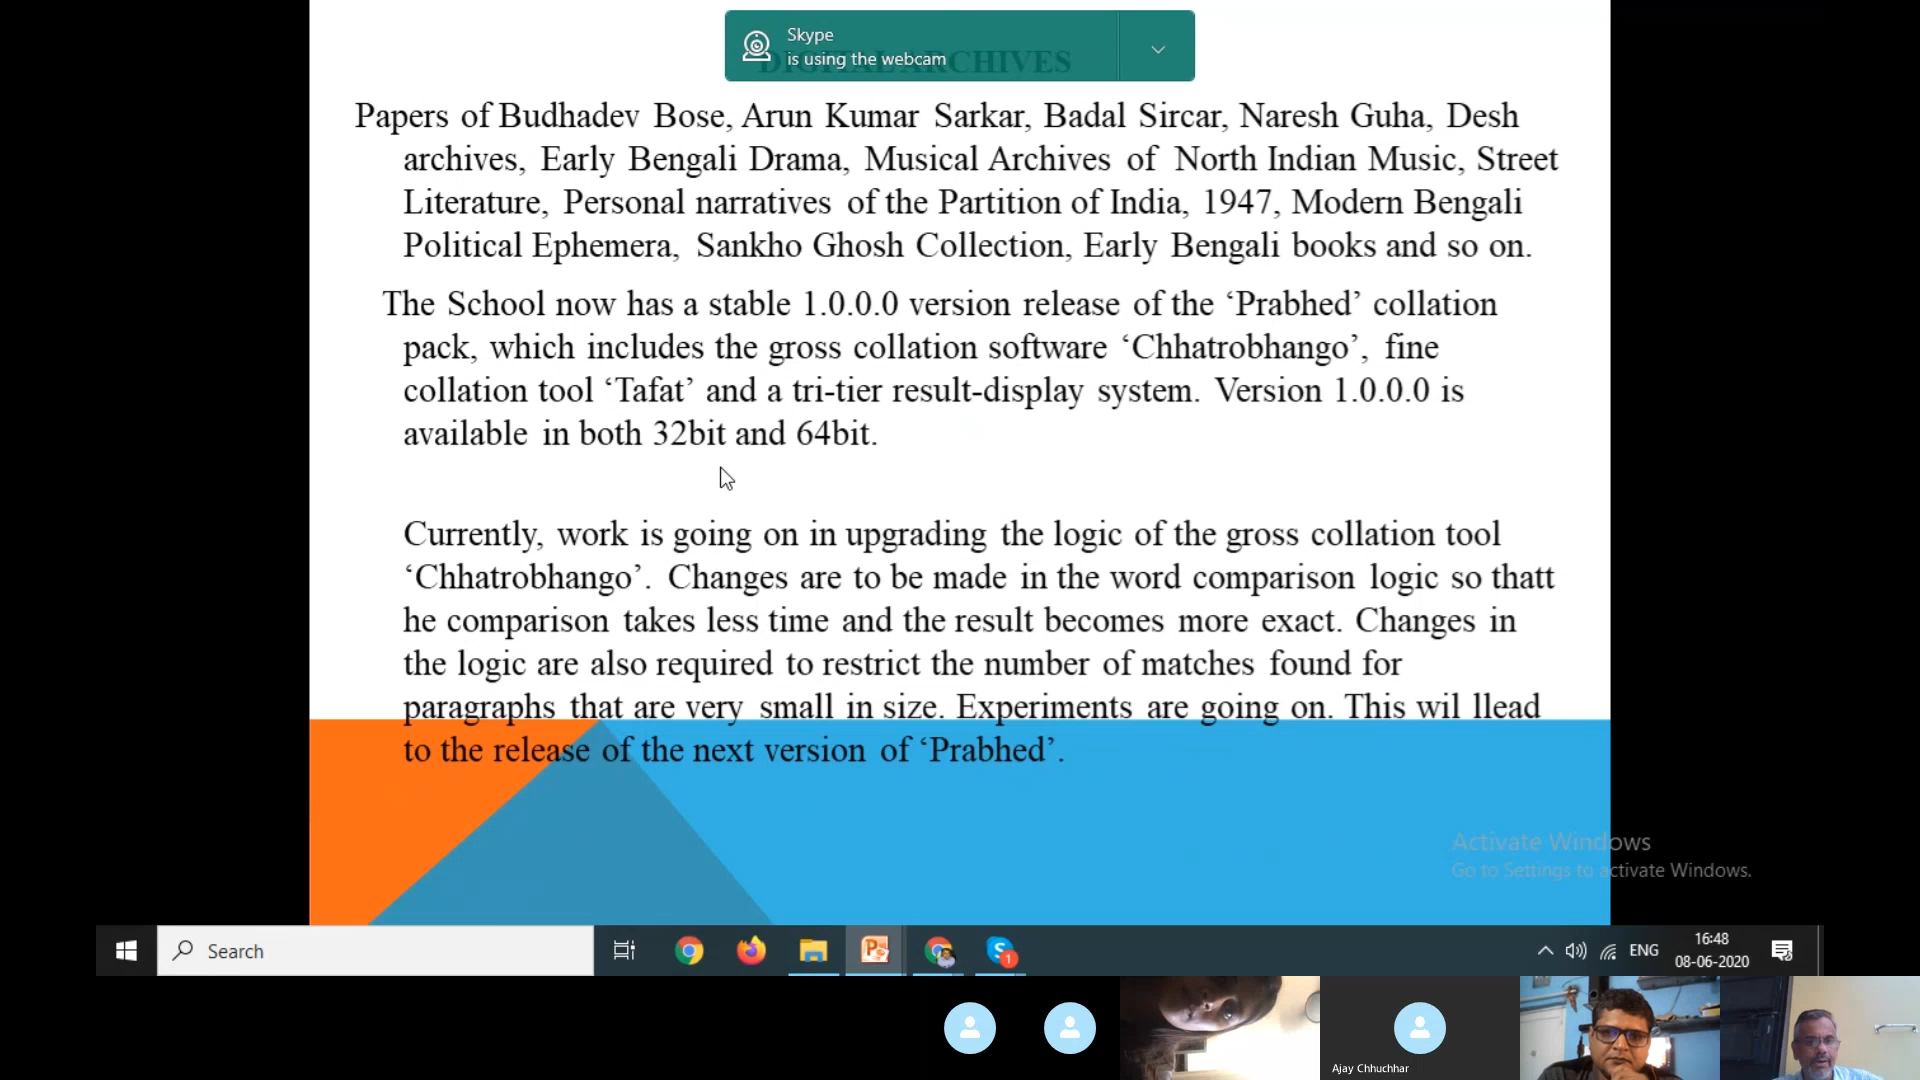 Skype
is using the webcam
DIGITAL ARCHIVES
Papers of Budhadev Bose, Arun Kumar Sarkar, Badal Sircar, Naresh Guha, Desh
archives, Early Bengali Drama, Musical Archives of North Indian Music, Street
Literature, Personal narratives of the Partition of India, 1947, Modern Bengali
Political Ephemera, Sankho Ghosh Collection, Early Bengali books and so on.
The School now has a stable 1.0.0.0 version release of the ‘Prabhed’ collation
pack, which includes the gross collation software ‘Chhatrobhango’, fine
collation tool ‘Tafat’ and a tri-tier result-display system. Version 1.0.0.0 is
available in both 32bit and 64bit.
Currently, work is going on in upgrading the logic of the gross collation tool
‘Chhatrobhango’. Changes are to be made in the word comparison logic so thatt
he comparison takes less time and the result becomes more exact. Changes in
the logic are also required to restrict the number of matches found for
paragraphs that are very small in size. Experiments are going on. This wil llead
to the release of the next version of ‘Prabhed’.
Activate Windows
Go to Settings to activate Windows.
Search
ENG
16:48
08-06-2020
1
Ajay Chhuchhar